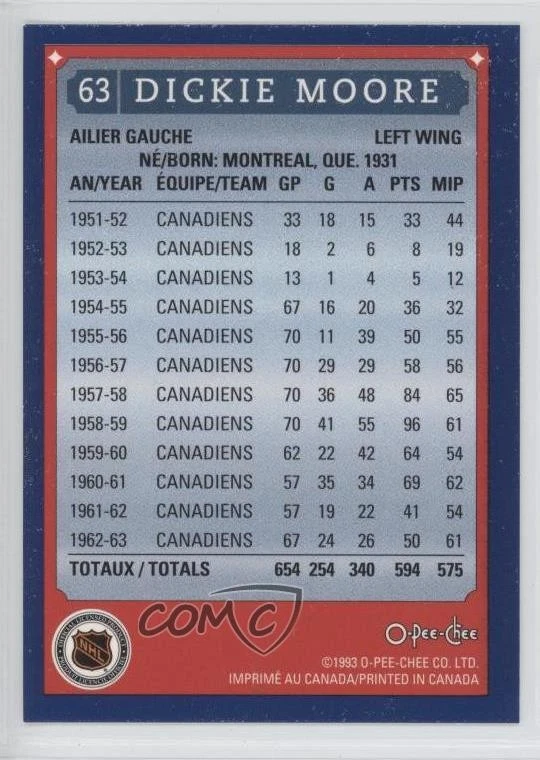 63 DICKIE MOORE
AILIER GAUCHE LEFT WING
NÉ/BORN: MONTREAL, QUE. 1931
AN/YEAR ÉQUIPE/TEAM GP G A PTS MIP
1951-52 CANADIENS 33 18 15 33 44
1952-53 CANADIENS 18 2 6 8 19
1953-54 CANADIENS 13 1 4 5 12
1954-55 CANADIENS 67 16 20 36 32
1955-56 CANADIENS 70 11 39 50 55
1956-57 CANADIENS 70 29 29 58 56
1957-58 CANADIENS 70 36 48 84 65
1958-59 CANADIENS 70 41 55 96 61
1959-60 CANADIENS 62 22 42 64 54
1960-61 CANADIENS 57 35 34 69 62
1961-62 CANADIENS 57 19 22 41 54
1962-63 CANADIENS 67 24 26 50 61
TOTAUX / TOTALS 654 254 340 594 575
COMC
NHL
O-Pee-Chee
©1993 O-PEE-CHEE CO. LTD.
IMPRIMÉ AU CANADA/PRINTED IN CANADA